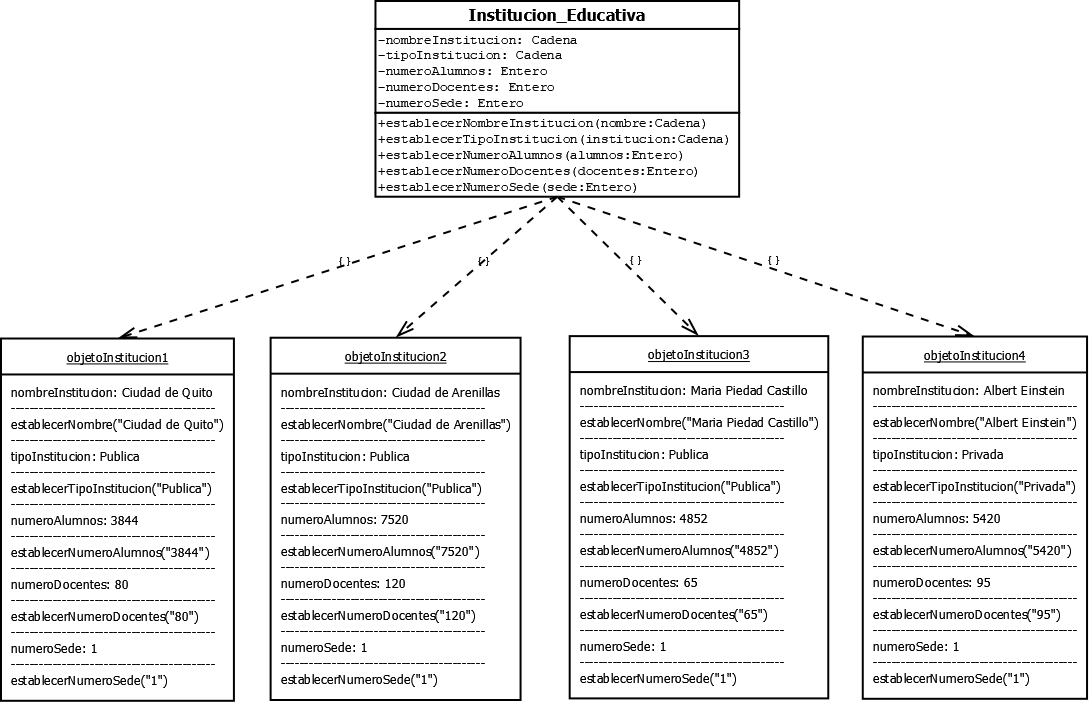 Institucion_Educativa
-nombreInstitucion: Cadena
-tipoInstitucion: Cadena
-numeroAlumnos: Entero
-numeroDocentes: Entero
-numeroSede: Entero
+establecerNombreInstitucion(nombre:Cadena)
+establecerTipoInstitucion(institucion:Cadena)
+establecerNumeroAlumnos(alumnos:Entero)
+establecerNumeroDocentes(docentes:Entero)
+establecerNumeroSede(sede:Entero)
{}
{}
{}
{}
objetoInstitucion1
nombreInstitucion: Ciudad de Quito
establecerNombre("Ciudad de Quito")
tipoInstitucion: Publica
establecerTipoInstitucion("Publica")
numeroAlumnos: 3844
establecerNumeroAlumnos("3844")
numeroDocentes: 80
establecerNumeroDocentes("80")
numeroSede: 1
establecerNumeroSede("1")
objetoInstitucion2
nombreInstitucion: Ciudad de Arenillas
establecerNombre("Ciudad de Arenillas")
tipoInstitucion: Publica
establecerTipoInstitucion("Publica")
numeroAlumnos: 7520
establecerNumeroAlumnos("7520")
numeroDocentes: 120
establecerNumeroDocentes("120")
numeroSede: 1
establecerNumeroSede("1")
objetoInstitucion3
nombreInstitucion: Maria Piedad Castillo
establecerNombre("Maria Piedad Castillo")
tipoInstitucion: Publica
establecerTipoInstitucion("Publica")
numeroAlumnos: 4852
establecerNumeroAlumnos("4852")
numeroDocentes: 65
establecerNumeroDocentes("65")
numeroSede: 1
establecerNumeroSede("1")
objetoInstitucion4
nombreInstitucion: Albert Einstein
establecerNombre("Albert Einstein")
tipoInstitucion: Privada
establecerTipoInstitucion("Privada")
numeroAlumnos: 5420
establecerNumeroAlumnos("5420")
numeroDocentes: 95
establecerNumeroDocentes("95")
numeroSede: 1
establecerNumeroSede("1")